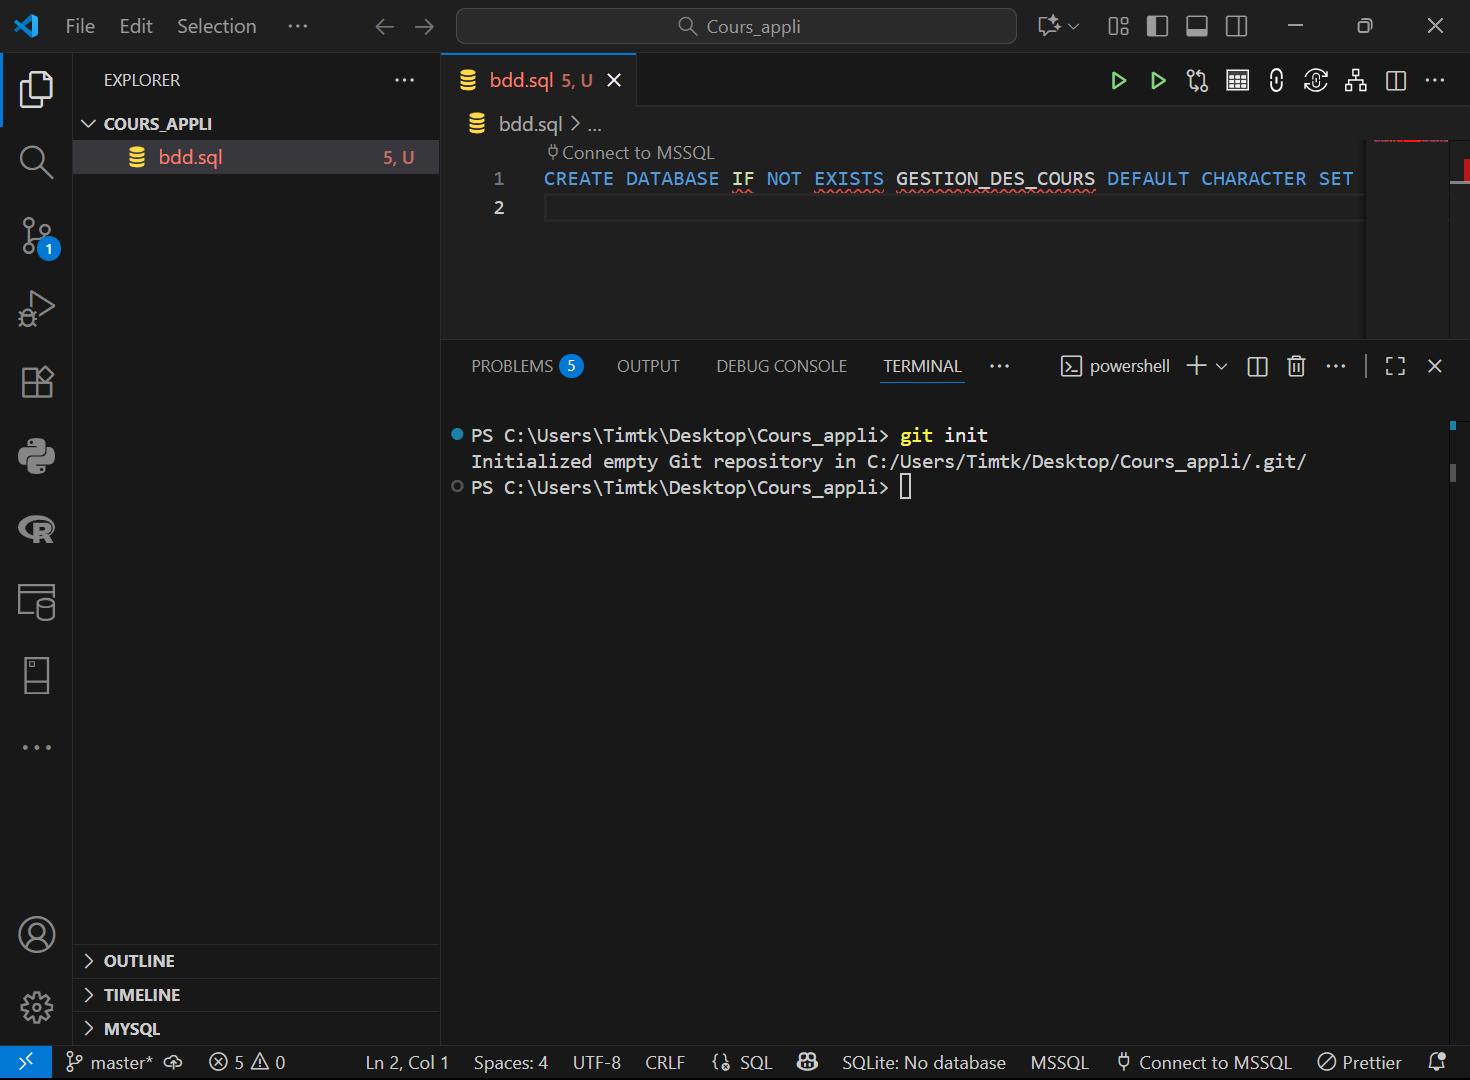 File Edit Selection ···
Cours_appli
EXPLORER
COURS_APPLI
bdd.sql 5, U
1
bdd.sql 5, U
bdd.sql > ...
Connect to MSSQL
1 CREATE DATABASE IF NOT EXISTS GESTION_DES_COURS DEFAULT CHARACTER SET
2
PROBLEMS 5 OUTPUT DEBUG CONSOLE TERMINAL ··· powershell
PS C:\Users\Timtk\Desktop\Cours_appli> git init
Initialized empty Git repository in C:/Users/Timtk/Desktop/Cours_appli/.git/
PS C:\Users\Timtk\Desktop\Cours_appli>
OUTLINE
TIMELINE
MYSQL
master* 5 0 Ln 2, Col 1 Spaces: 4 UTF-8 CRLF SQL SQLite: No database MSSQL Connect to MSSQL Prettier